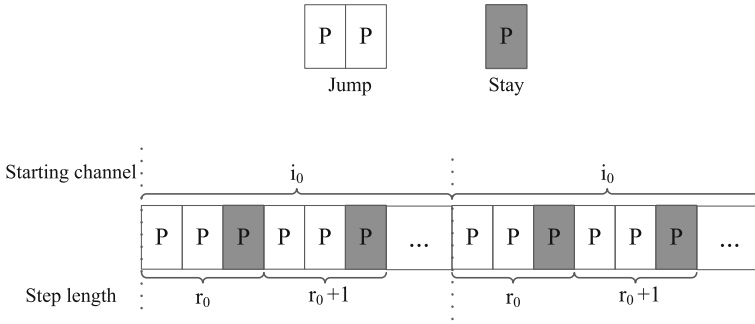 P P P
Jump Stay
Starting channel i₀ i₀
P P P P P P ... P P P P P P ...
Step length r₀ r₀+1 r₀ r₀+1